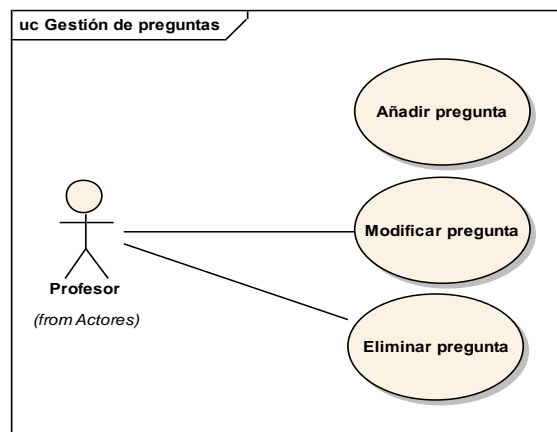 uc Gestión de preguntas
Añadir pregunta
Modificar pregunta
Profesor
(from Actores)
Eliminar pregunta